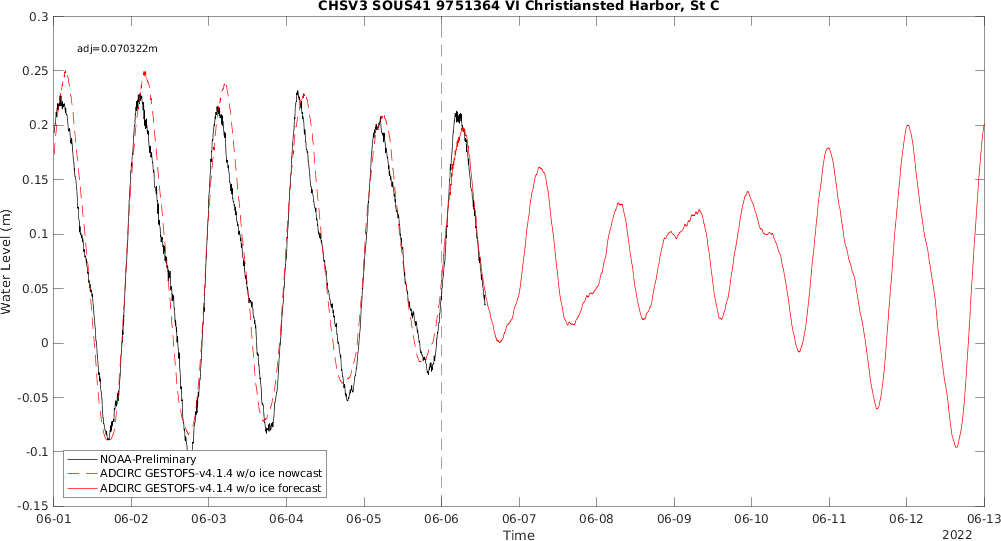 CHSV3 SOUS41 9751364 VI Christiansted Harbor, St C
adj=0.070322m
Water Level (m)
0.3
0.25
0.2
0.15
0.1
0.05
0
-0.05
-0.1
-0.15
NOAA-Preliminary
ADCIRC GESTOFS-v4.1.4 w/o ice nowcast
ADCIRC GESTOFS-v4.1.4 w/o ice forecast
06-01 06-02 06-03 06-04 06-05 06-06 06-07 06-08 06-09 06-10 06-11 06-12 06-13
Time
2022